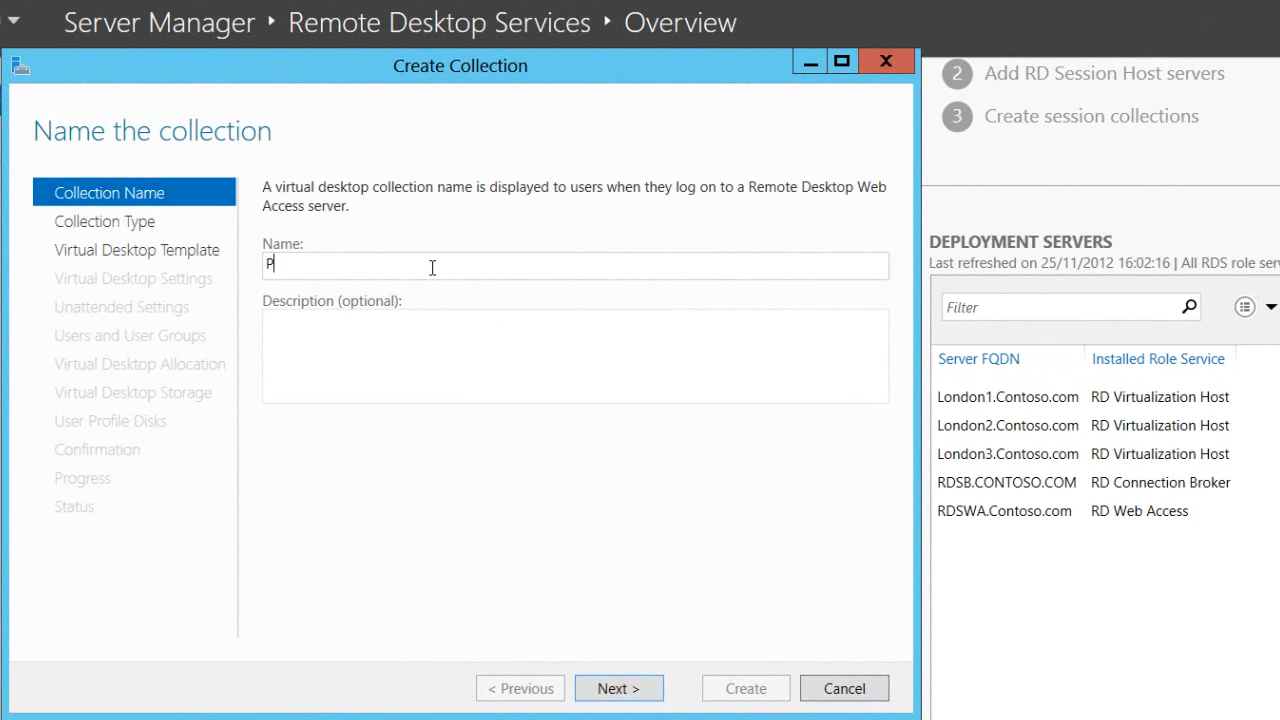 Server Manager ‣ Remote Desktop Services ‣ Overview
Create Collection
2 Add RD Session Host servers
3 Create session collections
Name the collection
Collection Name
Collection Type
Virtual Desktop Template
Virtual Desktop Settings
Unattended Settings
Users and User Groups
Virtual Desktop Allocation
Virtual Desktop Storage
User Profile Disks
Confirmation
Progress
Status
A virtual desktop collection name is displayed to users when they log on to a Remote Desktop Web
Access server.
Name:
P
Description (optional):
< Previous
Next >
Create
Cancel
DEPLOYMENT SERVERS
Last refreshed on 25/11/2012 16:02:16 | All RDS role ser
Filter
Server FQDN Installed Role Service
London1.Contoso.com RD Virtualization Host
London2.Contoso.com RD Virtualization Host
London3.Contoso.com RD Virtualization Host
RDSB.CONTOSO.COM RD Connection Broker
RDSWA.Contoso.com RD Web Access